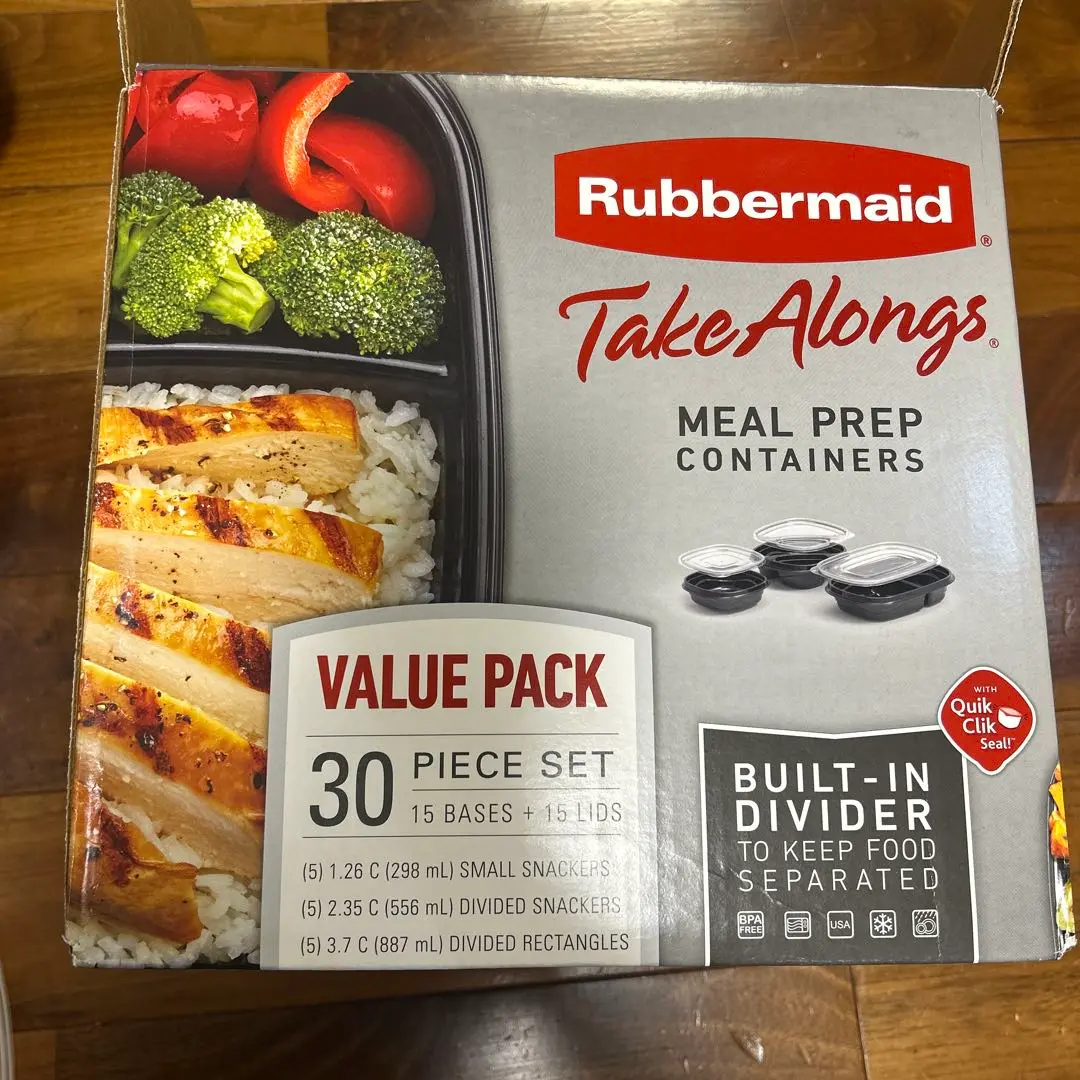 Rubbermaid®
TakeAlongs®
MEAL PREP
CONTAINERS
WITH
Quik
Clik
Seal!™
VALUE PACK
30 PIECE SET
15 BASES + 15 LIDS
(5) 1.26 C (298 mL) SMALL SNACKERS
(5) 2.35 C (556 mL) DIVIDED SNACKERS
(5) 3.7 C (887 mL) DIVIDED RECTANGLES
BUILT-IN
DIVIDER
TO KEEP FOOD
SEPARATED
BPA
FREE
USA